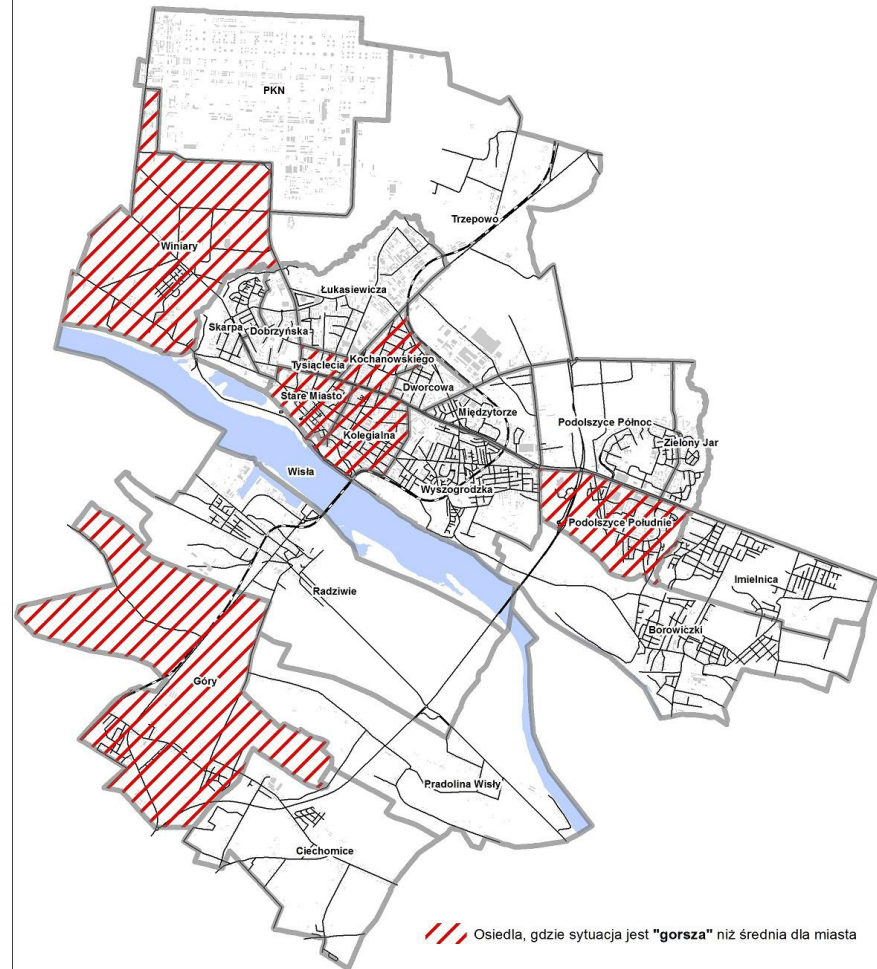 PKN
Trzepowo
Winiary
Łukasiewicza
Skarpa
Dobrzyńska
Tysiąclecia
Kochanowskiego
Dworcowa
Stare Miasto
Międzytorze
Podolszyce Północ
Kolegialna
Zielony Jar
Wisła
Wyszogrodzka
Podolszyce Południe
Imielnica
Radziwie
Borowiczki
Góry
Pradolina Wisły
Ciechomice
Osiedla, gdzie sytuacja jest "gorsza" niż średnia dla miasta